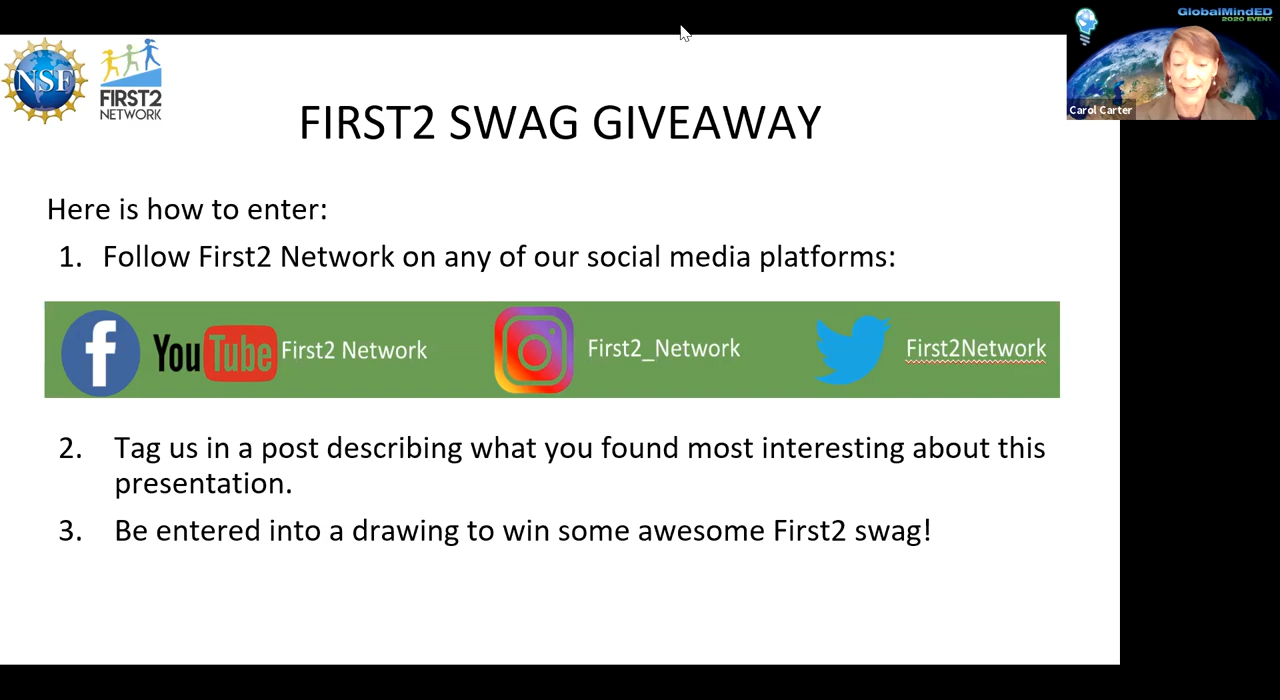 GlobalMindED
2020 EVENT
Carol Carter
NSF
FIRST2
NETWORK
FIRST2 SWAG GIVEAWAY
Here is how to enter:
1. Follow First2 Network on any of our social media platforms:
f YouTube First2 Network First2_Network First2Network
2. Tag us in a post describing what you found most interesting about this
presentation.
3. Be entered into a drawing to win some awesome First2 swag!